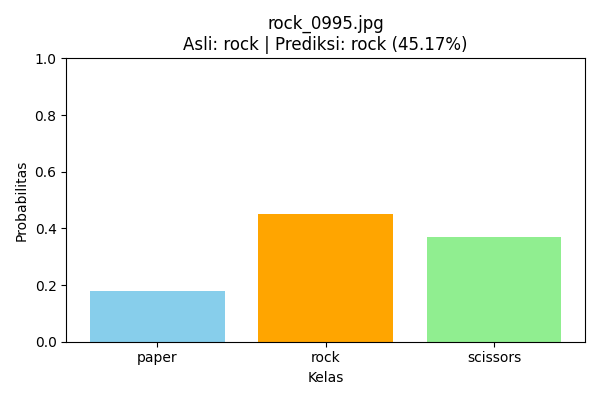 rock_0995.jpg
Asli: rock | Prediksi: rock (45.17%)
1.0
0.8
0.6
0.4
0.2
0.0
Probabilitas
paper rock scissors
Kelas